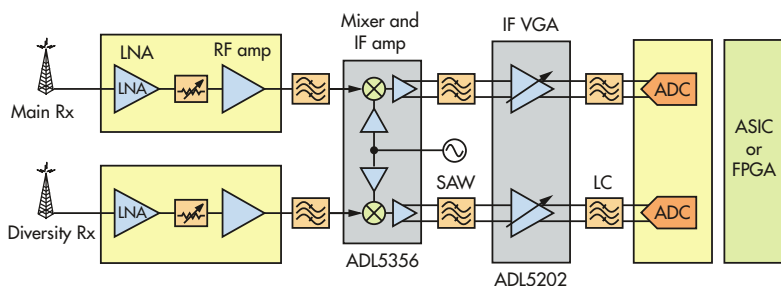 Mixer and
IF amp
IF VGA
LNA
RF amp
LNA
ADC
Main Rx
ASIC
or
FPGA
SAW
LC
LNA
ADC
Diversity Rx
ADL5356
ADL5202